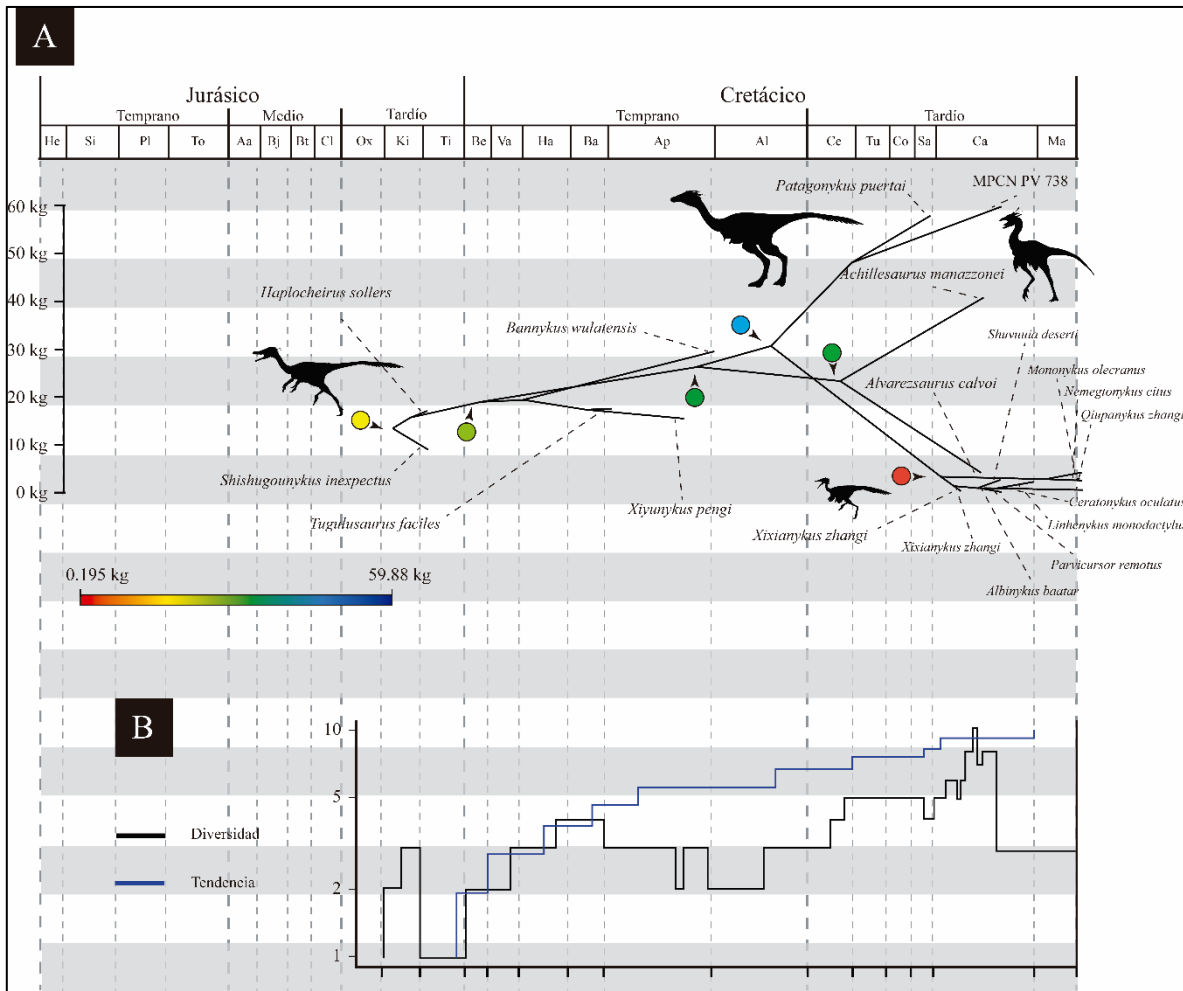 A
Jurásico Cretácico
Temprano Medio Tardío Temprano Tardío
He Si Pl To Aa Bj Bt Cl Ox Ki Ti Be Va Ha Ba Ap Al Ce Tu Co Sa Ca Ma
60 kg
50 kg
40 kg
30 kg
20 kg
10 kg
0 kg
Patagonykus puertai
MPCN PV 738
Achillesaurus manazzonei
Haplocheirus sollers
Bannykus wulatensis
Shuvuuia deserti
Mononykus olecranus
Alvarezsaurus calvoi
Nemegtonykus citus
Qiupanykus zhangi
Shishugounykus inexpectus
Tugulusaurus faciles
Xiyunykus pengi
Xixianykus zhangi
Ceratonykus oculatus
Linhenykus monodactylus
Xixianykus zhangi
Parvicursor remotus
Albinykus baatar
0.195 kg 59.88 kg
B
10
5
2
1
Diversidad
Tendencia